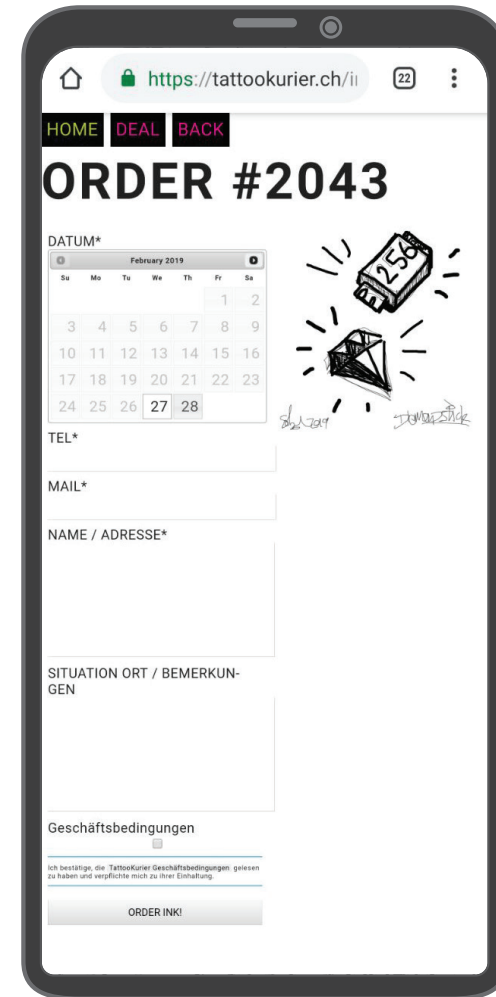 https://tattookurier.ch/i
22
HOME DEAL BACK
ORDER #2043
DATUM*
February 2019
Su Mo Tu We Th Fr Sa
1 2
3 4 5 6 7 8 9
10 11 12 13 14 15 16
17 18 19 20 21 22 23
24 25 26 27 28
256
2019
TEL*
MAIL*
NAME / ADRESSE*
SITUATION ORT / BEMERKUN-
GEN
Geschäftsbedingungen
Ich bestätige, die TattooKurier Geschäftsbedingungen gelesen
zu haben und verpflichte mich zu ihrer Einhaltung.
ORDER INK!